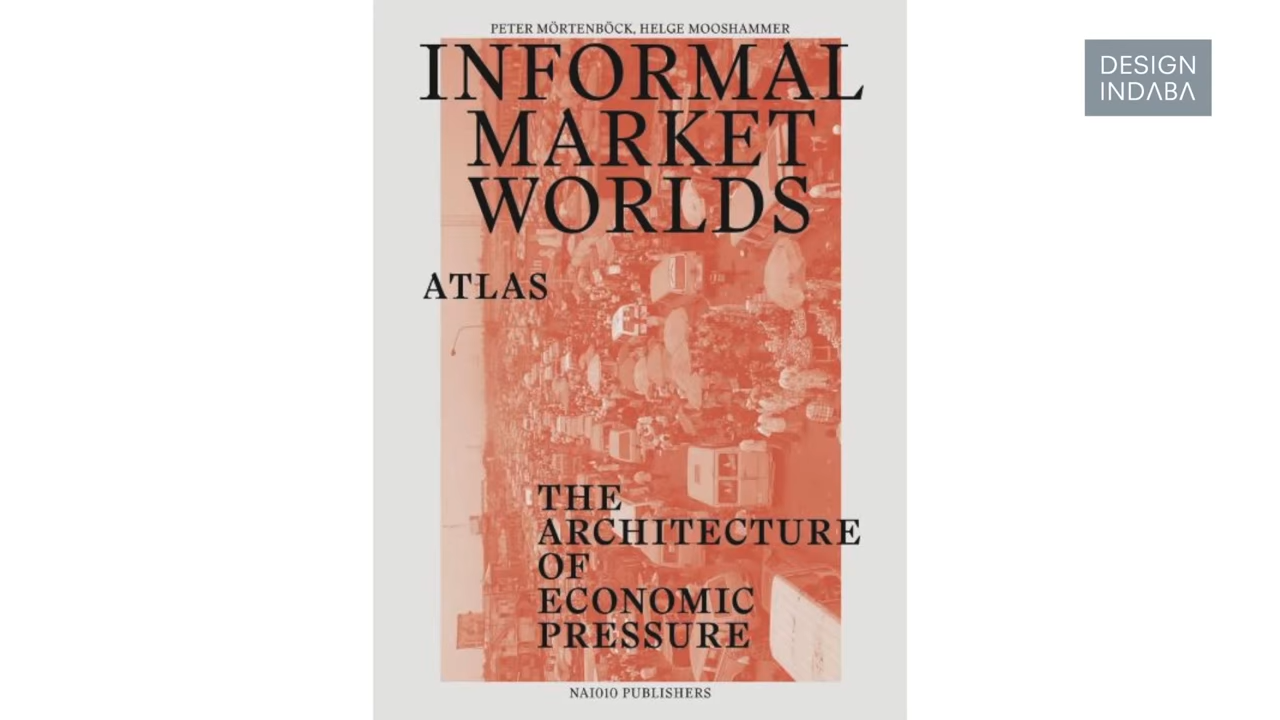 PETER MÖRTENBÖCK, HELGE MOOSHAMMER
INFORMAL
MARKET
WORLDS
ATLAS
THE
ARCHITECTURE
OF
ECONOMIC
PRESSURE
NAI010 PUBLISHERS
DESIGN
INDABA